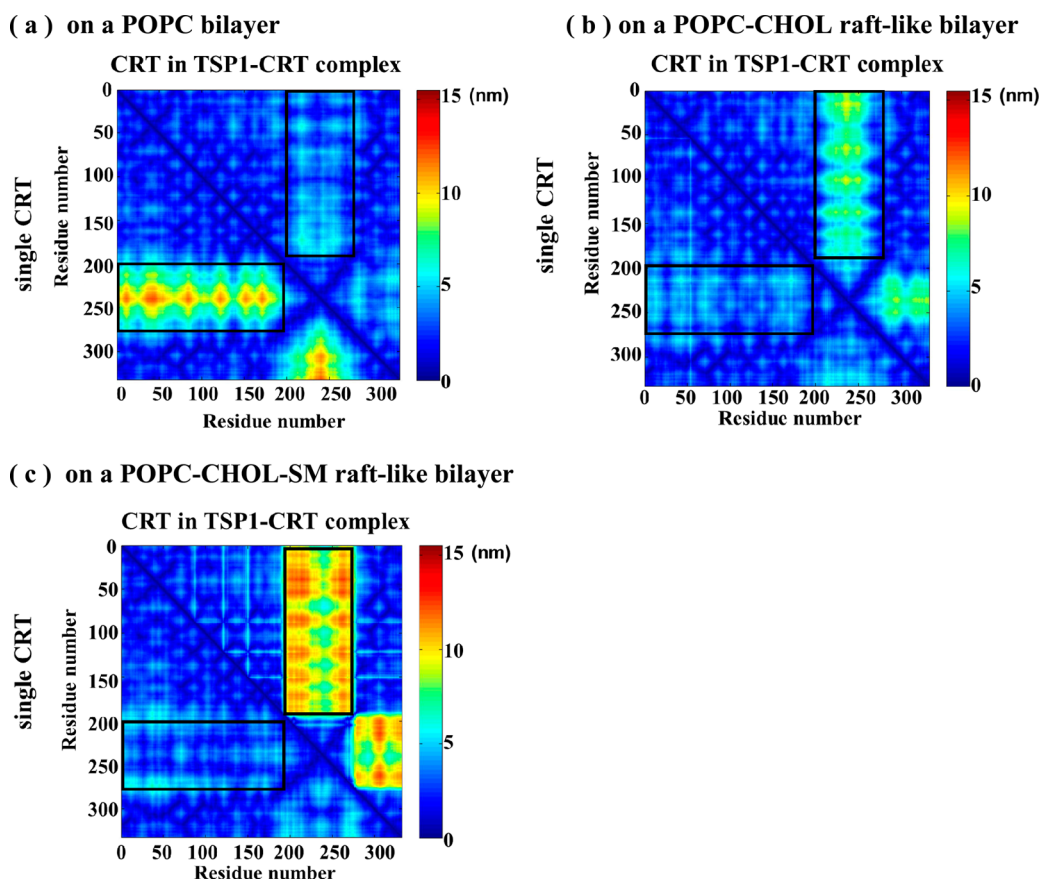 ( a ) on a POPC bilayer
CRT in TSP1-CRT complex
single CRT
Residue number
0
50
100
150
200
250
300
0 50 100 150 200 250 300
Residue number
15 (nm)
10
5
0
( b ) on a POPC-CHOL raft-like bilayer
CRT in TSP1-CRT complex
single CRT
Residue number
0
50
100
150
200
250
300
0 50 100 150 200 250 300
Residue number
15 (nm)
10
5
0
( c ) on a POPC-CHOL-SM raft-like bilayer
CRT in TSP1-CRT complex
single CRT
Residue number
0
50
100
150
200
250
300
0 50 100 150 200 250 300
Residue number
15 (nm)
10
5
0